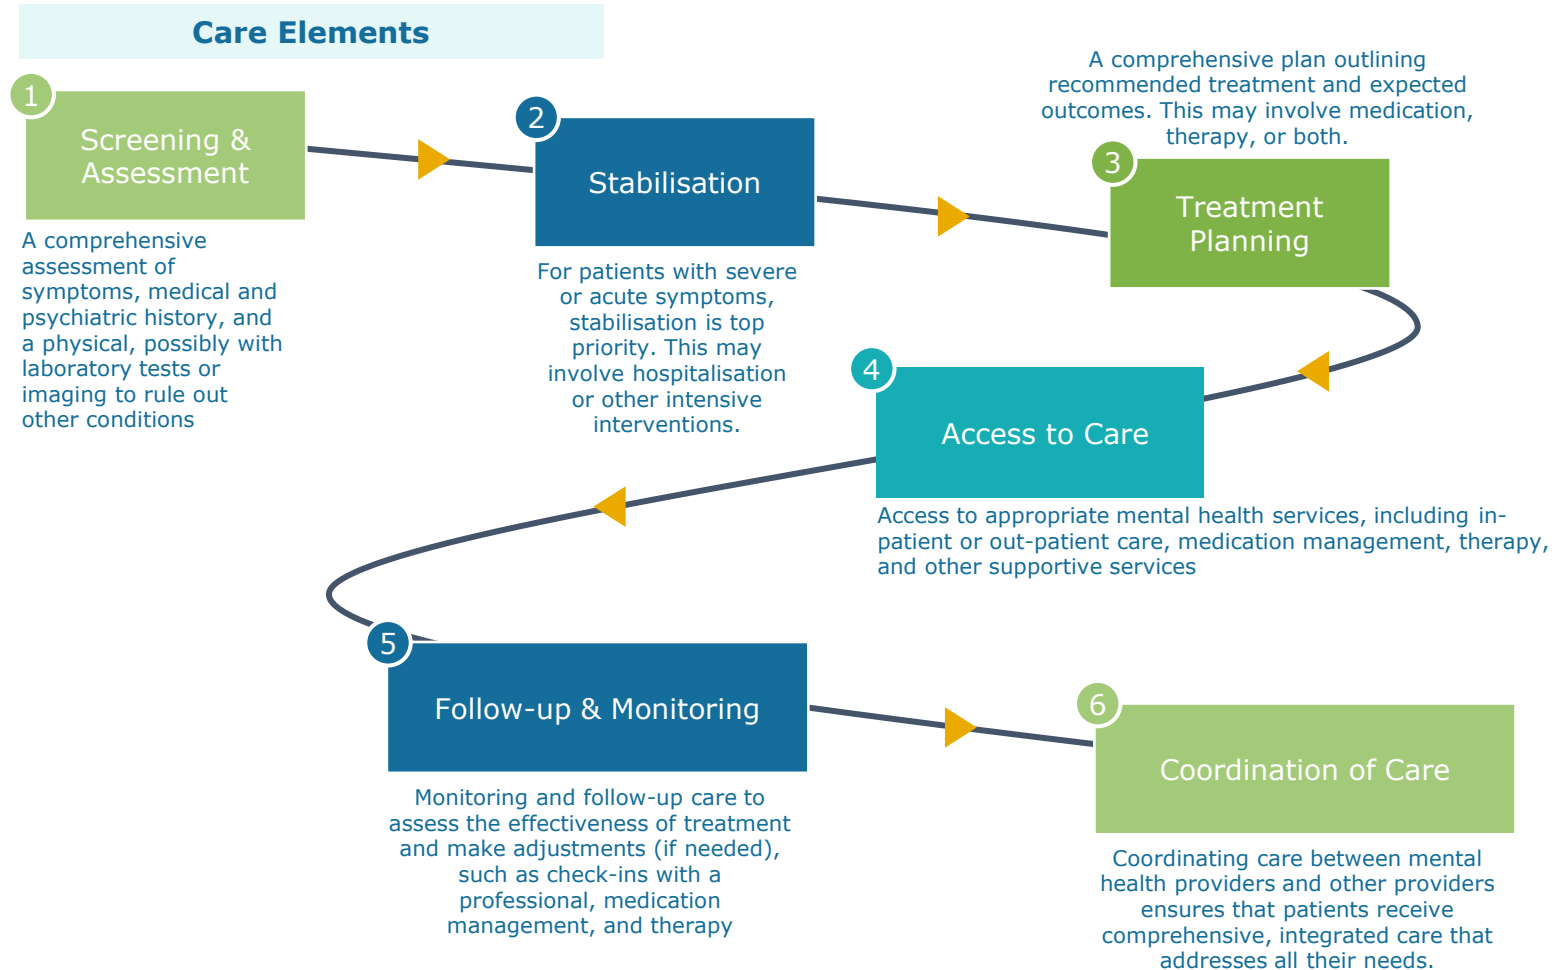 Care Elements
1
Screening &
Assessment
A comprehensive
assessment of
symptoms, medical and
psychiatric history, and
a physical, possibly with
laboratory tests or
imaging to rule out
other conditions
2
Stabilisation
For patients with severe
or acute symptoms,
stabilisation is top
priority. This may
involve hospitalisation
or other intensive
interventions.
A comprehensive plan outlining
recommended treatment and expected
outcomes. This may involve medication,
therapy, or both.
3
Treatment
Planning
4
Access to Care
Access to appropriate mental health services, including in-
patient or out-patient care, medication management, therapy,
and other supportive services
5
Follow-up & Monitoring
Monitoring and follow-up care to
assess the effectiveness of treatment
and make adjustments (if needed),
such as check-ins with a
professional, medication
management, and therapy
6
Coordination of Care
Coordinating care between mental
health providers and other providers
ensures that patients receive
comprehensive, integrated care that
addresses all their needs.